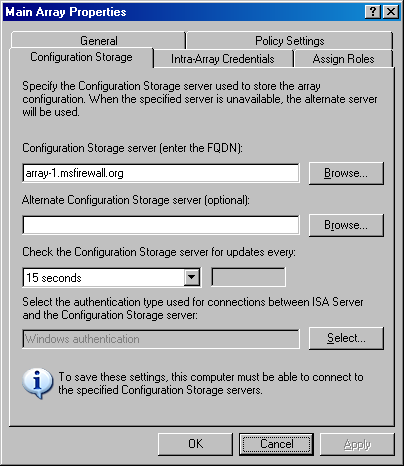 Main Array Properties
General
Policy Settings
Configuration Storage
Intra-Array Credentials
Assign Roles
Specify the Configuration Storage server used to store the array
configuration. When the specified server is unavailable, the alternate server
will be used.
Configuration Storage server (enter the FQDN):
array-1.msfirewall.org
Browse...
Alternate Configuration Storage server (optional):
Browse...
Check the Configuration Storage server for updates every:
15 seconds
Select the authentication type used for connections between ISA Server
and the Configuration Storage server:
Windows authentication
Select...
To save these settings, this computer must be able to connect to
the specified Configuration Storage servers.
OK
Cancel
Apply